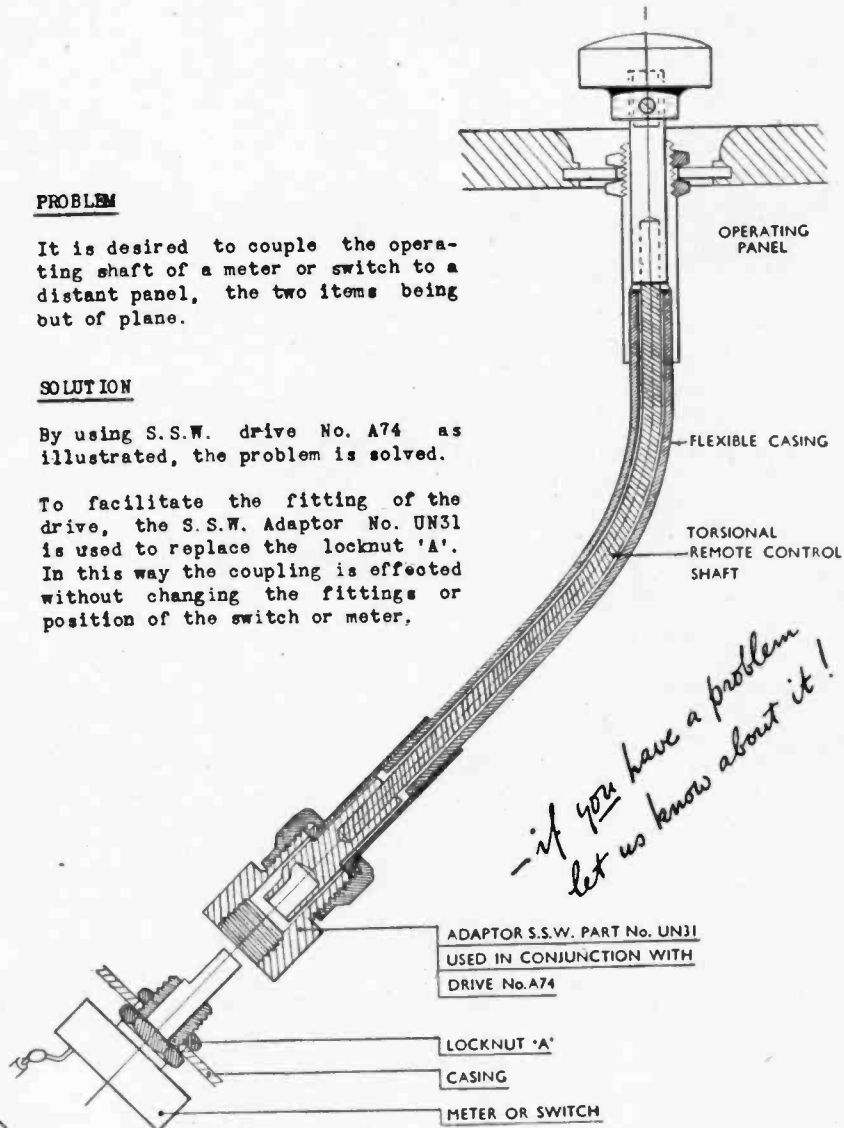 PROBLEM
It is desired to couple the opera-
ting shaft of a meter or switch to a
distant panel, the two items being
out of plane.
SOLUTION
By using S.S.W. drive No. A74 as
illustrated, the problem is solved.
To facilitate the fitting of the
drive, the S.S.W. Adaptor No. UN31
is used to replace the locknut 'A'.
In this way the coupling is effected
without changing the fittings or
position of the switch or meter.
OPERATING
PANEL
FLEXIBLE CASING
TORSIONAL
REMOTE CONTROL
SHAFT
- if you have a problem
let us know about it!
ADAPTOR S.S.W. PART No. UN31
USED IN CONJUNCTION WITH
DRIVE No. A74
LOCKNUT 'A'
CASING
METER OR SWITCH